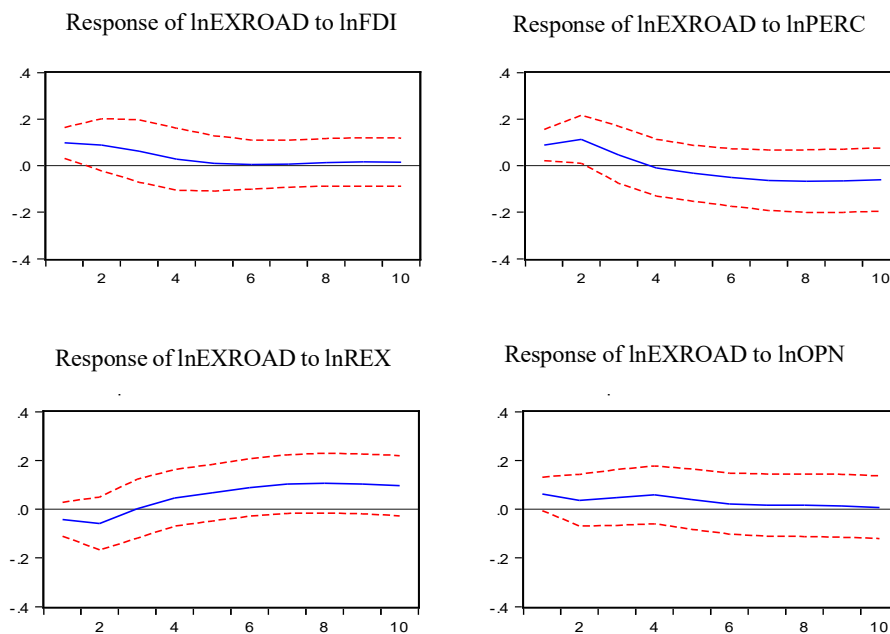 Response of lnEXROAD to lnFDI
Response of lnEXROAD to lnPERC
.4
.2
.0
-.2
-.4
2 4 6 8 10
.4
.2
.0
-.2
-.4
2 4 6 8 10
Response of lnEXROAD to lnREX
Response of lnEXROAD to lnOPN
.4
.2
.0
-.2
-.4
2 4 6 8 10
.4
.2
.0
-.2
-.4
2 4 6 8 10